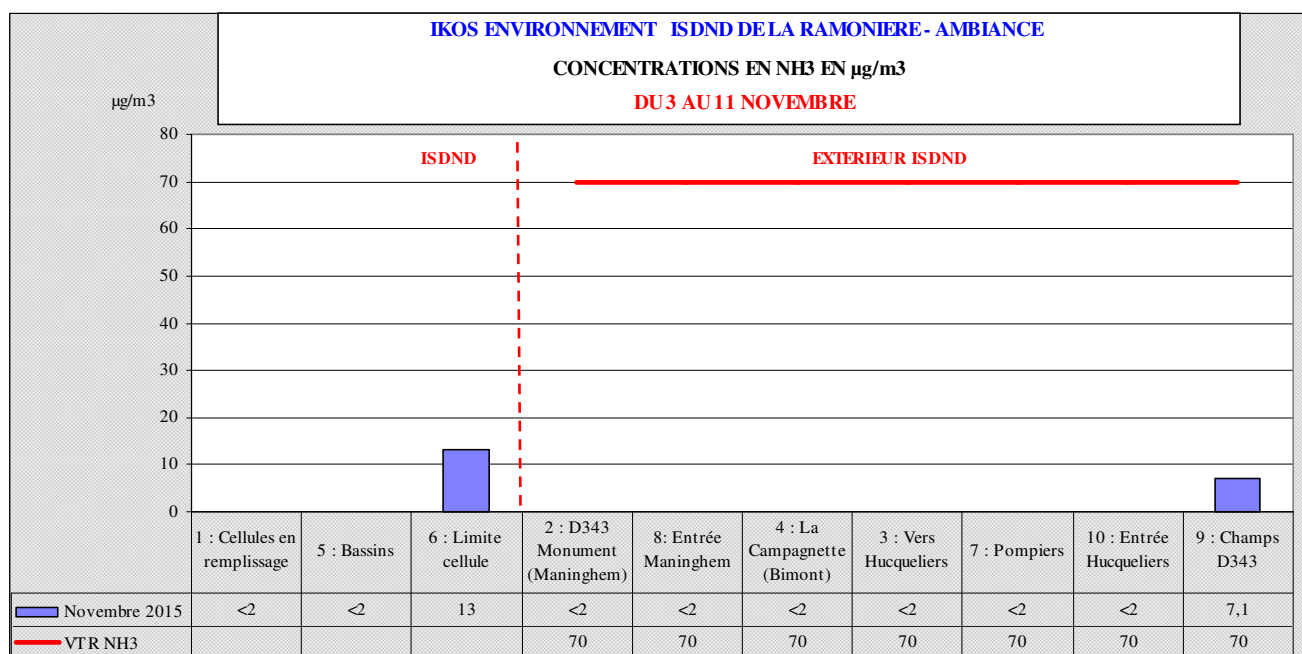 IKOS ENVIRONNEMENT ISDND DE LA RAMONIERE - AMBIANCE
CONCENTRATIONS EN NH3 EN µg/m3
DU 3 AU 11 NOVEMBRE
µg/m3
80
70
60
50
40
30
20
10
0
ISDND
EXTERIEUR ISDND
1 : Cellules en
remplissage
5 : Bassins
6 : Limite
cellule
2 : D343
Monument
(Maninghem)
8: Entrée
Maninghem
4 : La
Campagnette
(Bimont)
3 : Vers
Hucqueliers
7 : Pompiers
10 : Entrée
Hucqueliers
9 : Champs
D343
Novembre 2015 <2 <2 13 <2 <2 <2 <2 <2 <2 7,1
VTR NH3 70 70 70 70 70 70 70